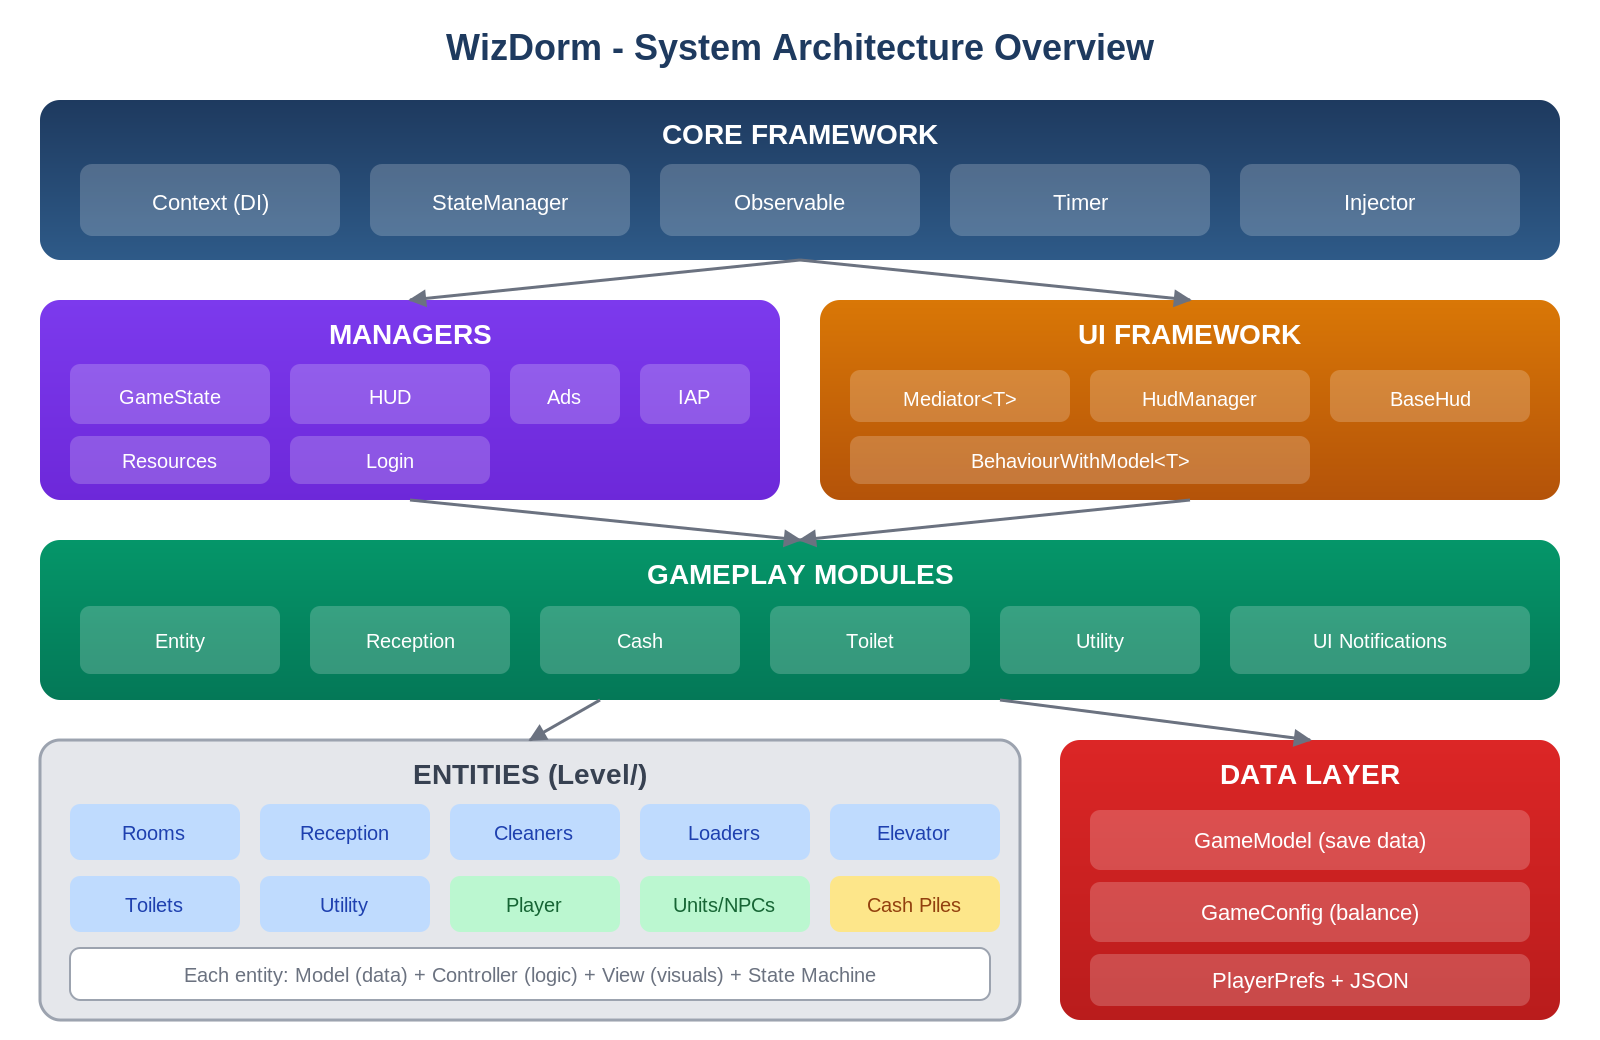 WizDorm - System Architecture Overview
CORE FRAMEWORK
Context (DI)
StateManager
Observable
Timer
Injector
MANAGERS
GameState
HUD
Ads
IAP
Resources
Login
UI FRAMEWORK
Mediator<T>
HudManager
BaseHud
BehaviourWithModel<T>
GAMEPLAY MODULES
Entity
Reception
Cash
Toilet
Utility
UI Notifications
ENTITIES (Level/)
Rooms
Reception
Cleaners
Loaders
Elevator
Toilets
Utility
Player
Units/NPCs
Cash Piles
Each entity: Model (data) + Controller (logic) + View (visuals) + State Machine
DATA LAYER
GameModel (save data)
GameConfig (balance)
PlayerPrefs + JSON